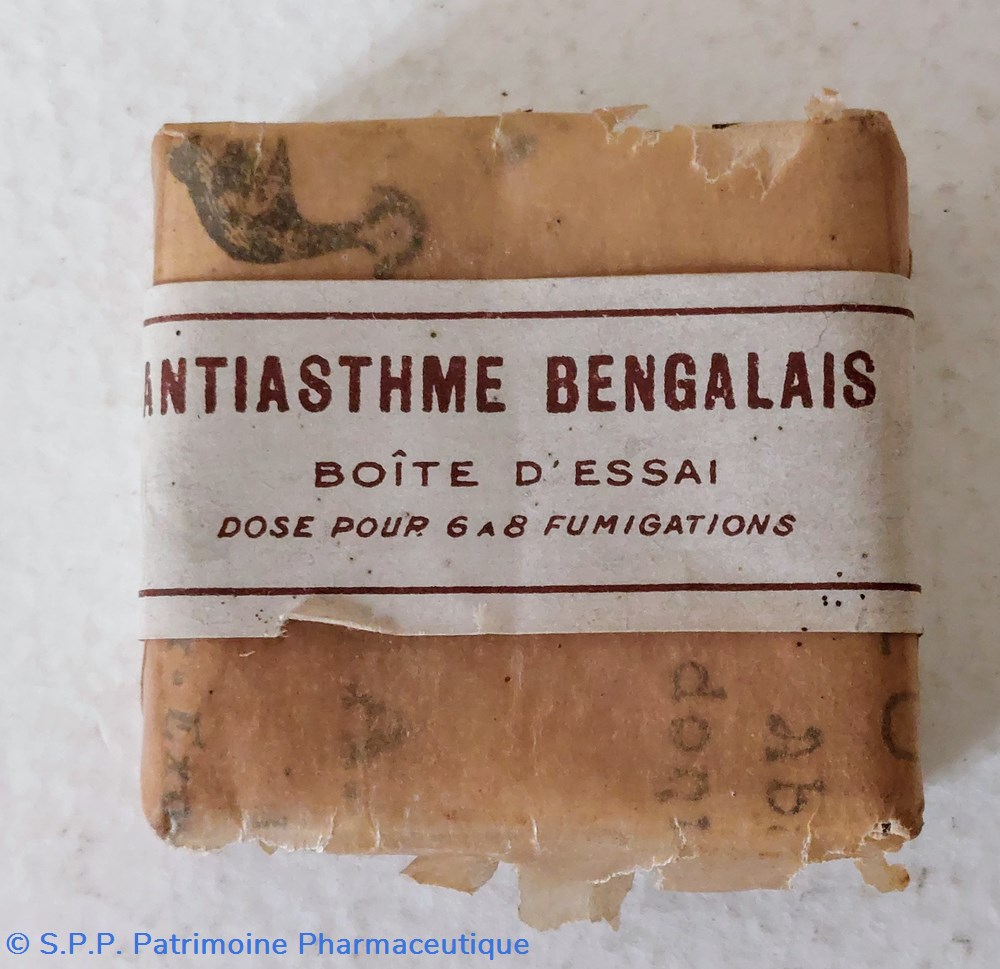 ANTIASTHME BENGALAIS
BOÎTE D'ESSAI
DOSE POUR 6 A 8 FUMIGATIONS
© S.P.P. Patrimoine Pharmaceutique